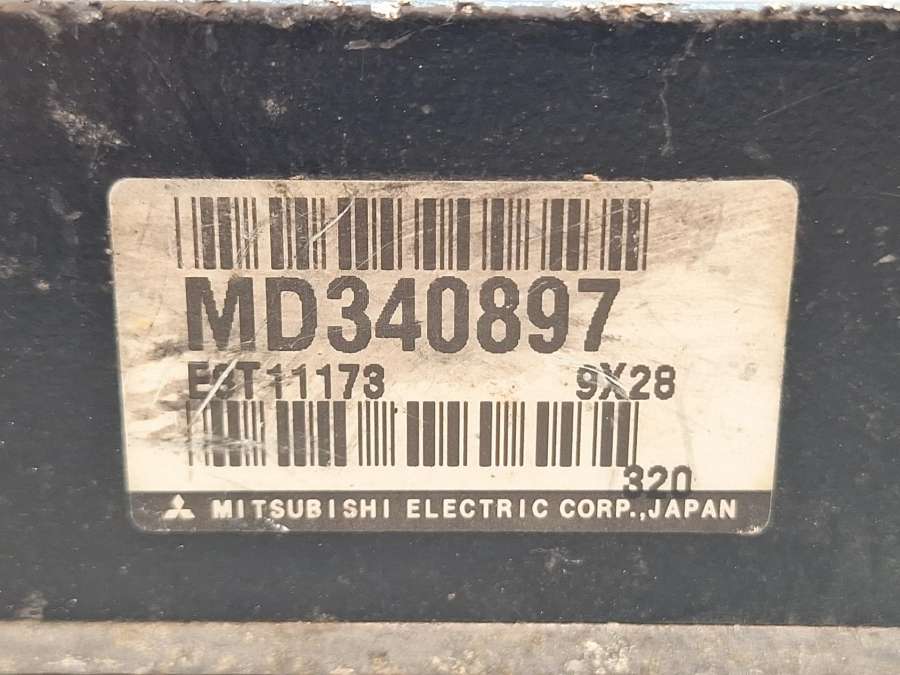 MD340897
E8T11173 9X28
320
MITSUBISHI ELECTRIC CORP.,JAPAN